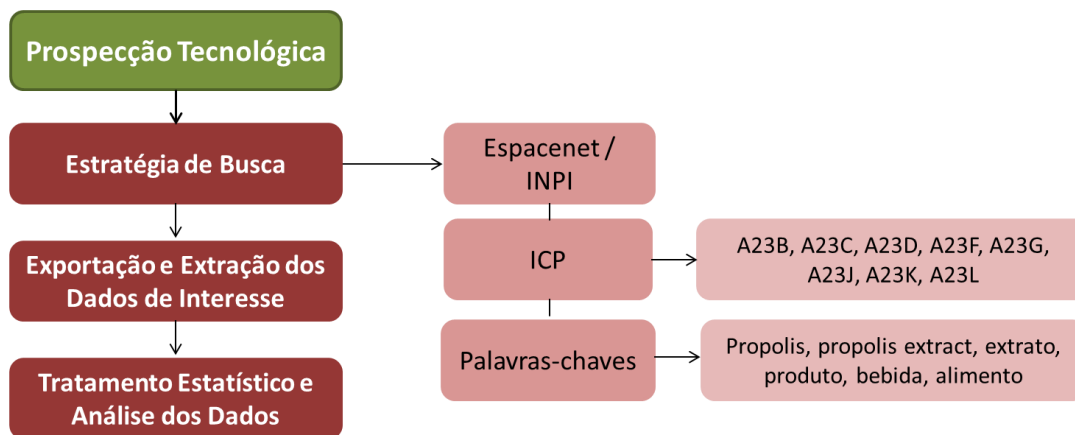 Prospecção Tecnológica
Estratégia de Busca
Exportação e Extração dos
Dados de Interesse
Tratamento Estatístico e
Análise dos Dados
Espacenet /
INPI
ICP
A23B, A23C, A23D, A23F, A23G,
A23J, A23K, A23L
Palavras-chaves
Propolis, propolis extract, extrato,
produto, bebida, alimento